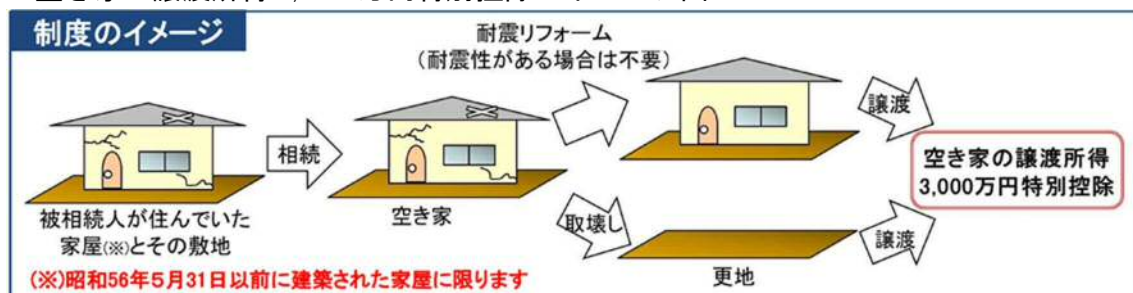 制度のイメージ
耐震リフォーム
(耐震性がある場合は不要)
相続
譲渡
空き家の譲渡所得
3,000万円特別控除
被相続人が住んでいた
家屋(※)とその敷地
空き家
取壊し
譲渡
更地
(※)昭和56年5月31日以前に建築された家屋に限ります